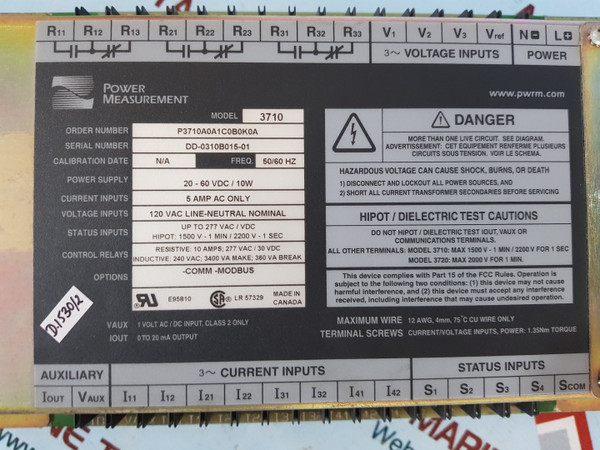 R11 R12 R13 R21 R22 R23 R31 R32 R33 V1 V2 V3 Vref N⊖ L⊞
3~ VOLTAGE INPUTS POWER
POWER
MEASUREMENT
www.pwrm.com
MODEL 3710
ORDER NUMBER P3710A0A1C0B0K0A
SERIAL NUMBER DD-0310B015-01
CALIBRATION DATE N/A FREQ. 50/60 HZ
POWER SUPPLY 20 - 60 VDC / 10W
CURRENT INPUTS 5 AMP AC ONLY
VOLTAGE INPUTS 120 VAC LINE-NEUTRAL NOMINAL
STATUS INPUTS UP TO 277 VAC / VDC
HIPOT: 1500 V - 1 MIN / 2200 V - 1 SEC
CONTROL RELAYS RESISTIVE: 10 AMPS; 277 VAC / 30 VDC
INDUCTIVE: 240 VAC; 3400 VA MAKE; 360 VA BREAK
OPTIONS -COMM -MODBUS
E95810 LR 57329 MADE IN
CANADA
VAUX 1 VOLT AC / DC INPUT, CLASS 2 ONLY
IOUT 0 TO 20 mA OUTPUT
DANGER
MORE THAN ONE LIVE CIRCUIT. SEE DIAGRAM.
ADVERTISSEMENT: CET EQUIPEMENT RENFERME PLUSIEURS
CIRCUITS SOUS TENSION. VOIR LE SCHEMA.
HAZARDOUS VOLTAGE CAN CAUSE SHOCK, BURNS, OR DEATH
1) DISCONNECT AND LOCKOUT ALL POWER SOURCES, AND
2) SHORT ALL CURRENT TRANSFORMER SECONDARIES BEFORE SERVICING
HIPOT / DIELECTRIC TEST CAUTIONS
DO NOT HIPOT / DIELECTRIC TEST IOUT, VAUX OR
COMMUNICATIONS TERMINALS.
ALL OTHER TERMINALS: MODEL 3710: MAX 1500 V - 1 MIN / 2200 V FOR 1 SEC
MODEL 3720: MAX 2000 V FOR 1 MIN.
This device complies with Part 15 of the FCC Rules. Operation is
subject to the following two conditions: (1) this device may not cause
harmful interference, and (2) this device must accept any interference
received, including interference that may cause undesired operation.
MAXIMUM WIRE 12 AWG, 4mm, 75°C CU WIRE ONLY
TERMINAL SCREWS CURRENT/VOLTAGE INPUTS, POWER: 1.35Nm TORQUE
AUXILIARY 3~ CURRENT INPUTS STATUS INPUTS
IOUT VAUX I11 I12 I21 I22 I31 I32 I41 I42 S1 S2 S3 S4 SCOM